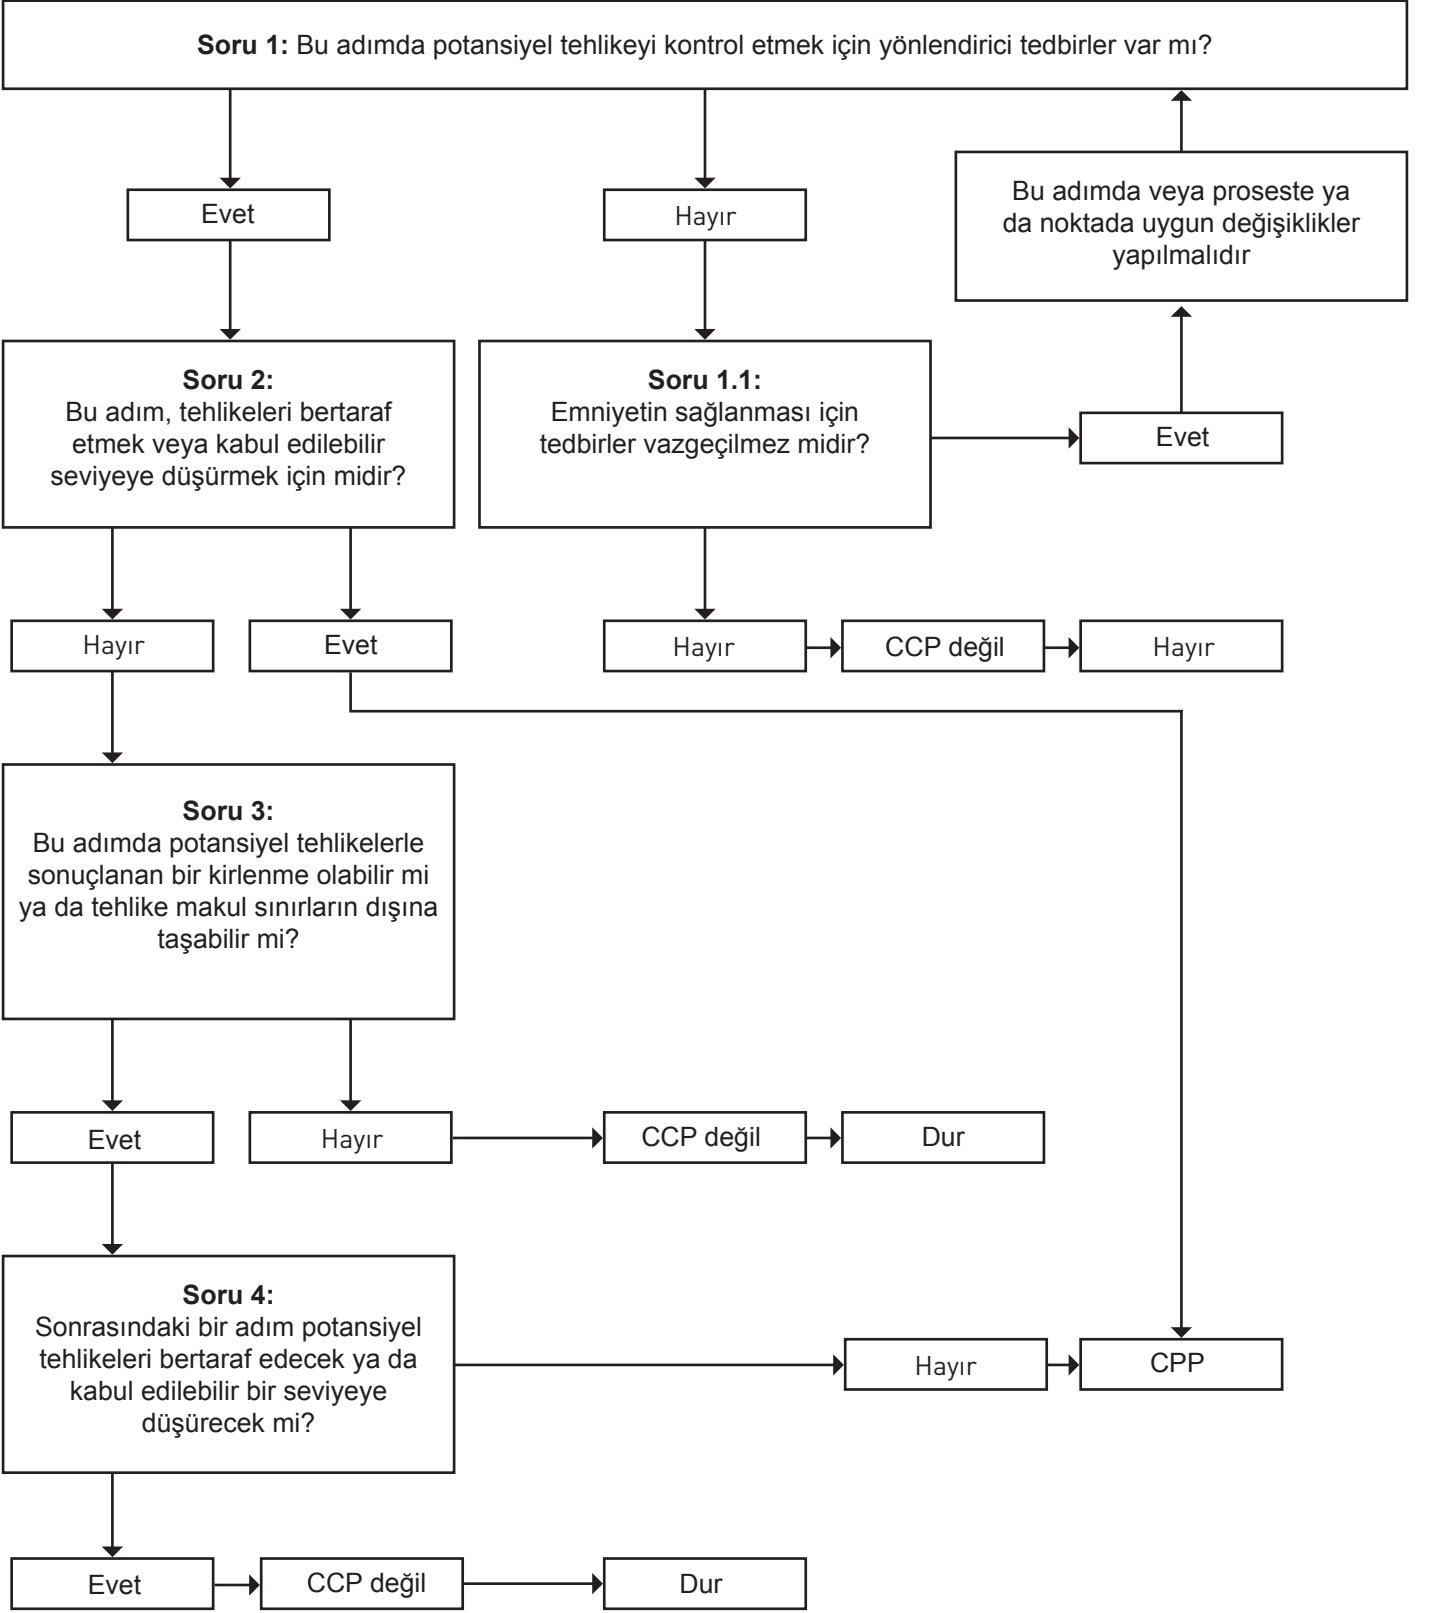 Soru 1: Bu adımda potansiyel tehlikeyi kontrol etmek için yönlendirici tedbirler var mı?
Evet
Hayır
Bu adımda veya proseste ya
da noktada uygun değişiklikler
yapılmalıdır
Soru 2:
Bu adım, tehlikeleri bertaraf
etmek veya kabul edilebilir
seviyeye düşürmek için midir?
Soru 1.1:
Emniyetin sağlanması için
tedbirler vazgeçilmez midir?
Evet
Hayır
Evet
Hayır
CCP değil
Hayır
Soru 3:
Bu adımda potansiyel tehlikelerle
sonuçlanan bir kirlenme olabilir mi
ya da tehlike makul sınırların dışına
taşabilir mi?
Evet
Hayır
CCP değil
Dur
Soru 4:
Sonrasındaki bir adım potansiyel
tehlikeleri bertaraf edecek ya da
kabul edilebilir bir seviyeye
düşürecek mi?
Hayır
CPP
Evet
CCP değil
Dur